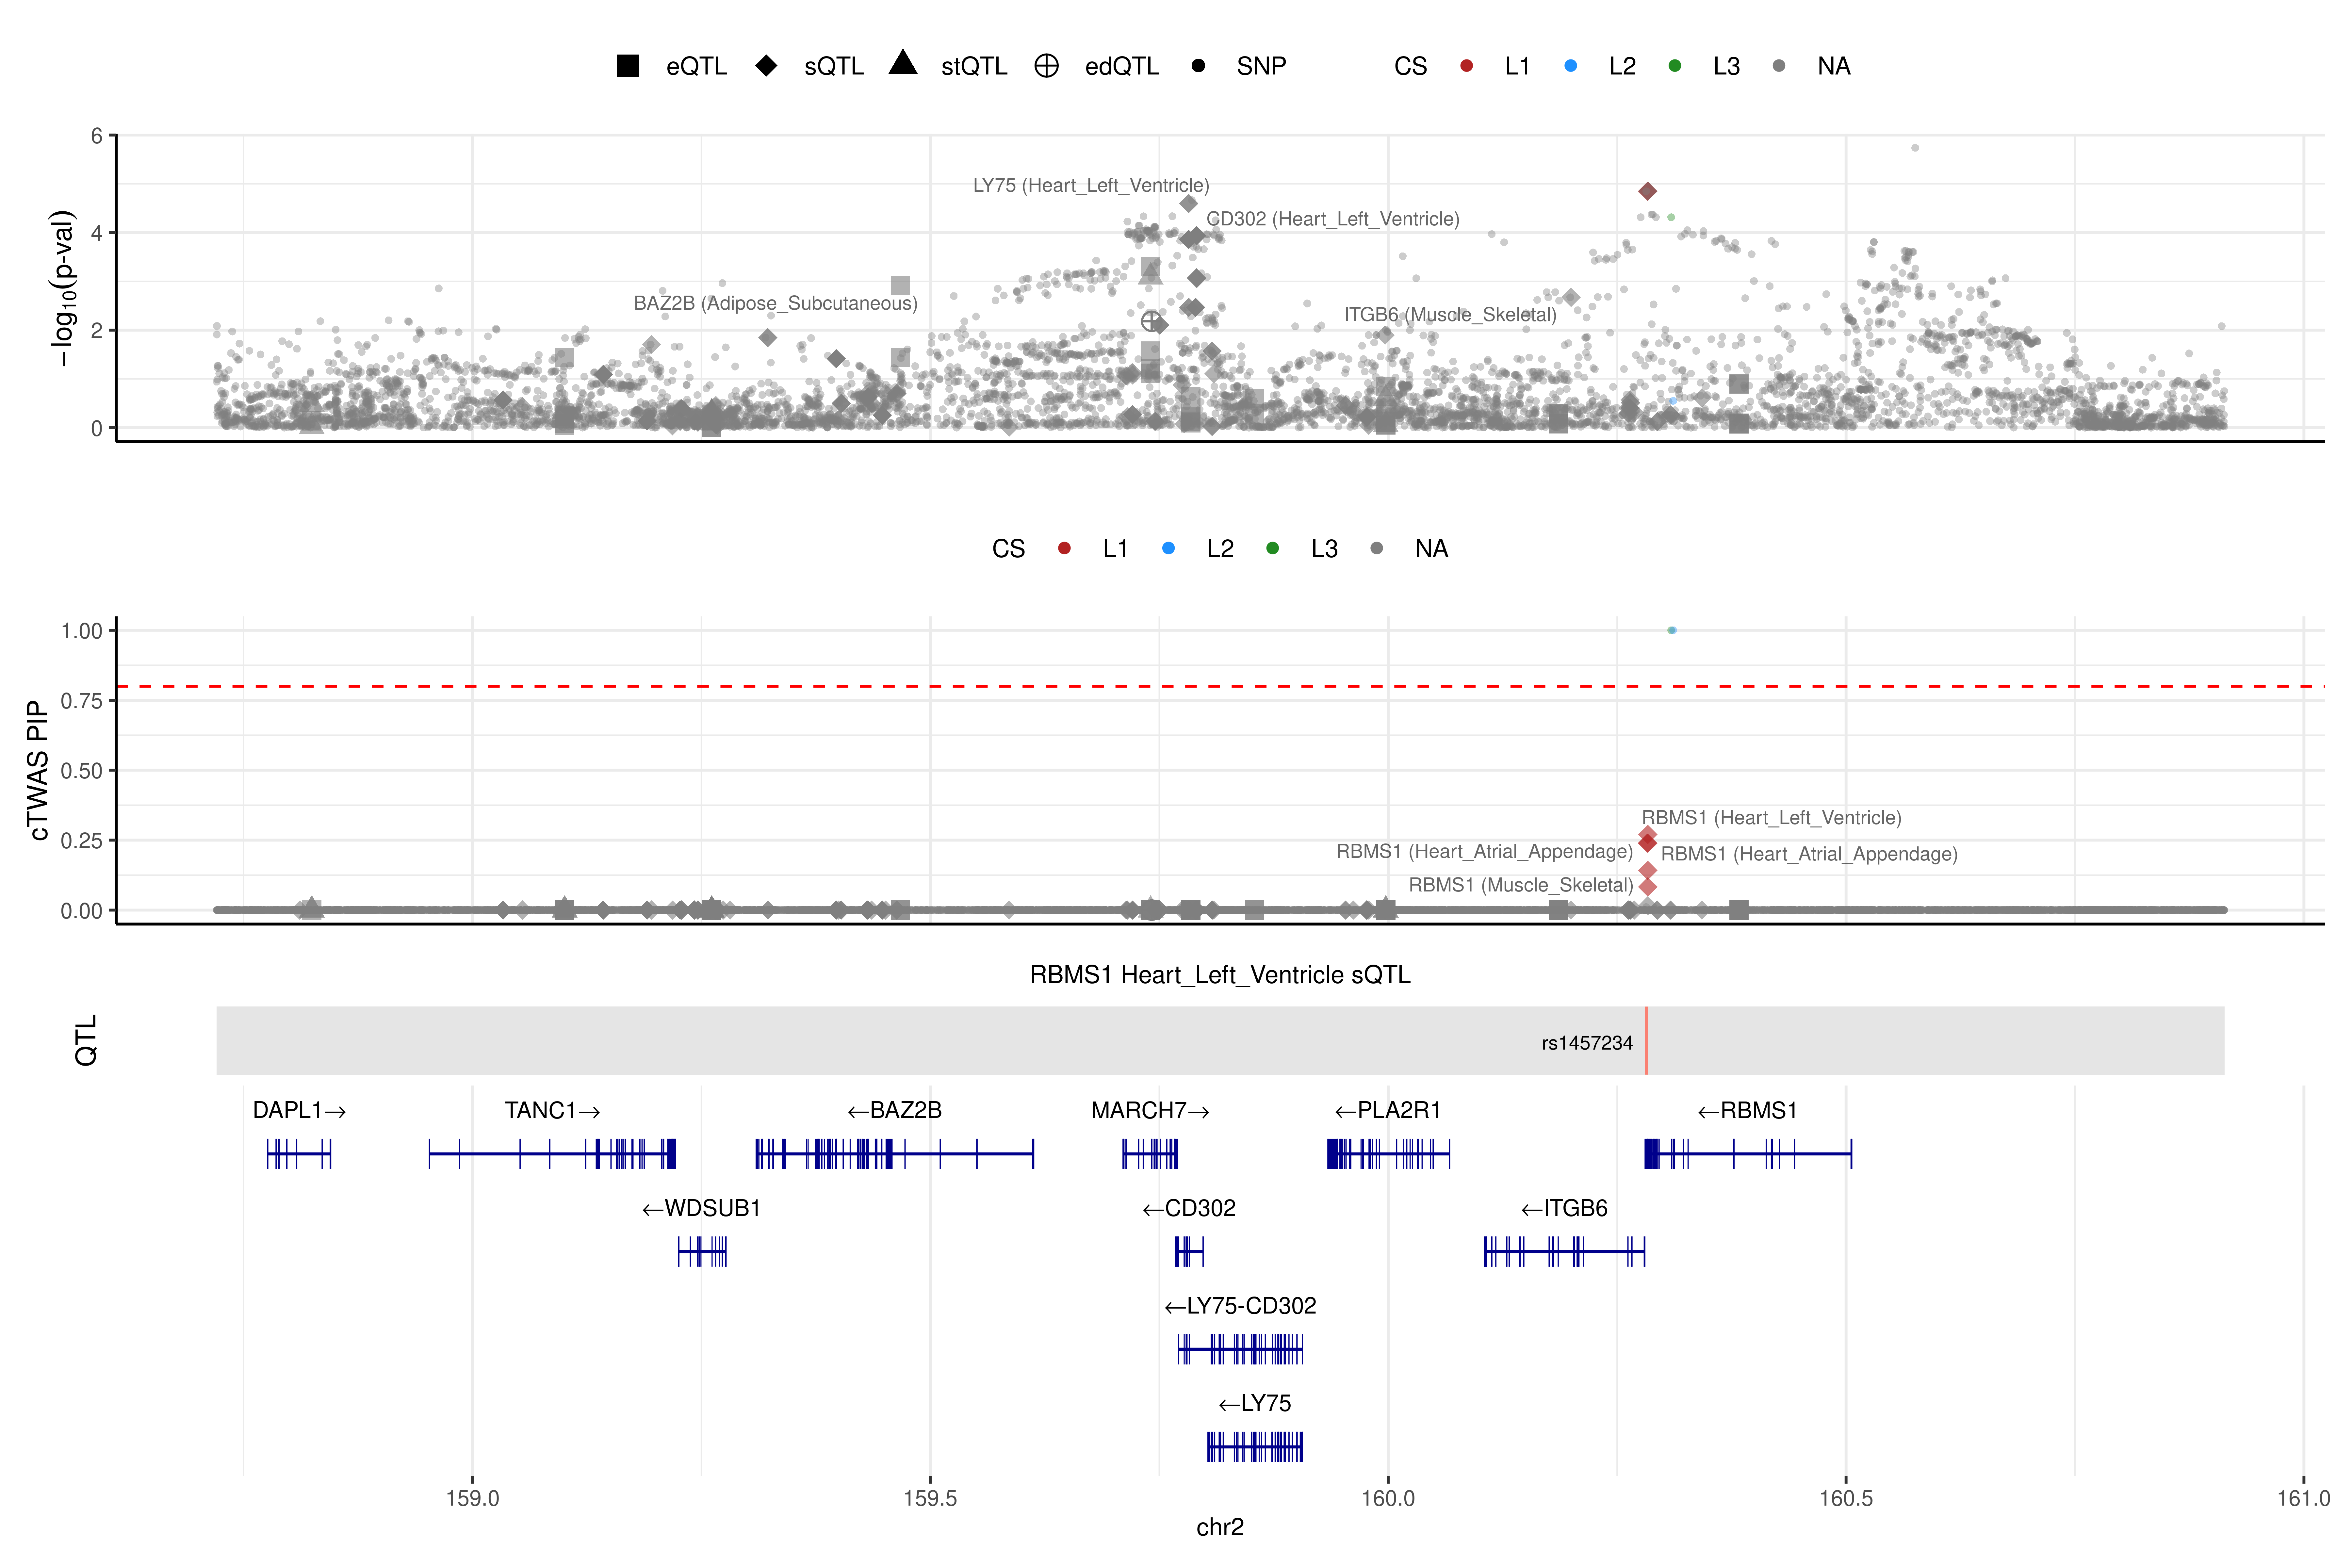 eQTL sQTL stQTL edQTL SNP CS L1 L2 L3 NA
6
4
2
0
−log10(p-val)
LY75 (Heart_Left_Ventricle)
CD302 (Heart_Left_Ventricle)
BAZ2B (Adipose_Subcutaneous)
ITGB6 (Muscle_Skeletal)
CS L1 L2 L3 NA
1.00
0.75
0.50
0.25
0.00
cTWAS PIP
RBMS1 (Heart_Left_Ventricle)
RBMS1 (Heart_Atrial_Appendage) RBMS1 (Heart_Atrial_Appendage)
RBMS1 (Muscle_Skeletal)
RBMS1 Heart_Left_Ventricle sQTL
QTL
rs1457234
DAPL1→ TANC1→ ←BAZ2B MARCH7→ ←PLA2R1 ←RBMS1
←WDSUB1 ←CD302 ←ITGB6
←LY75-CD302
←LY75
159.0 159.5 160.0 160.5 161.0
chr2